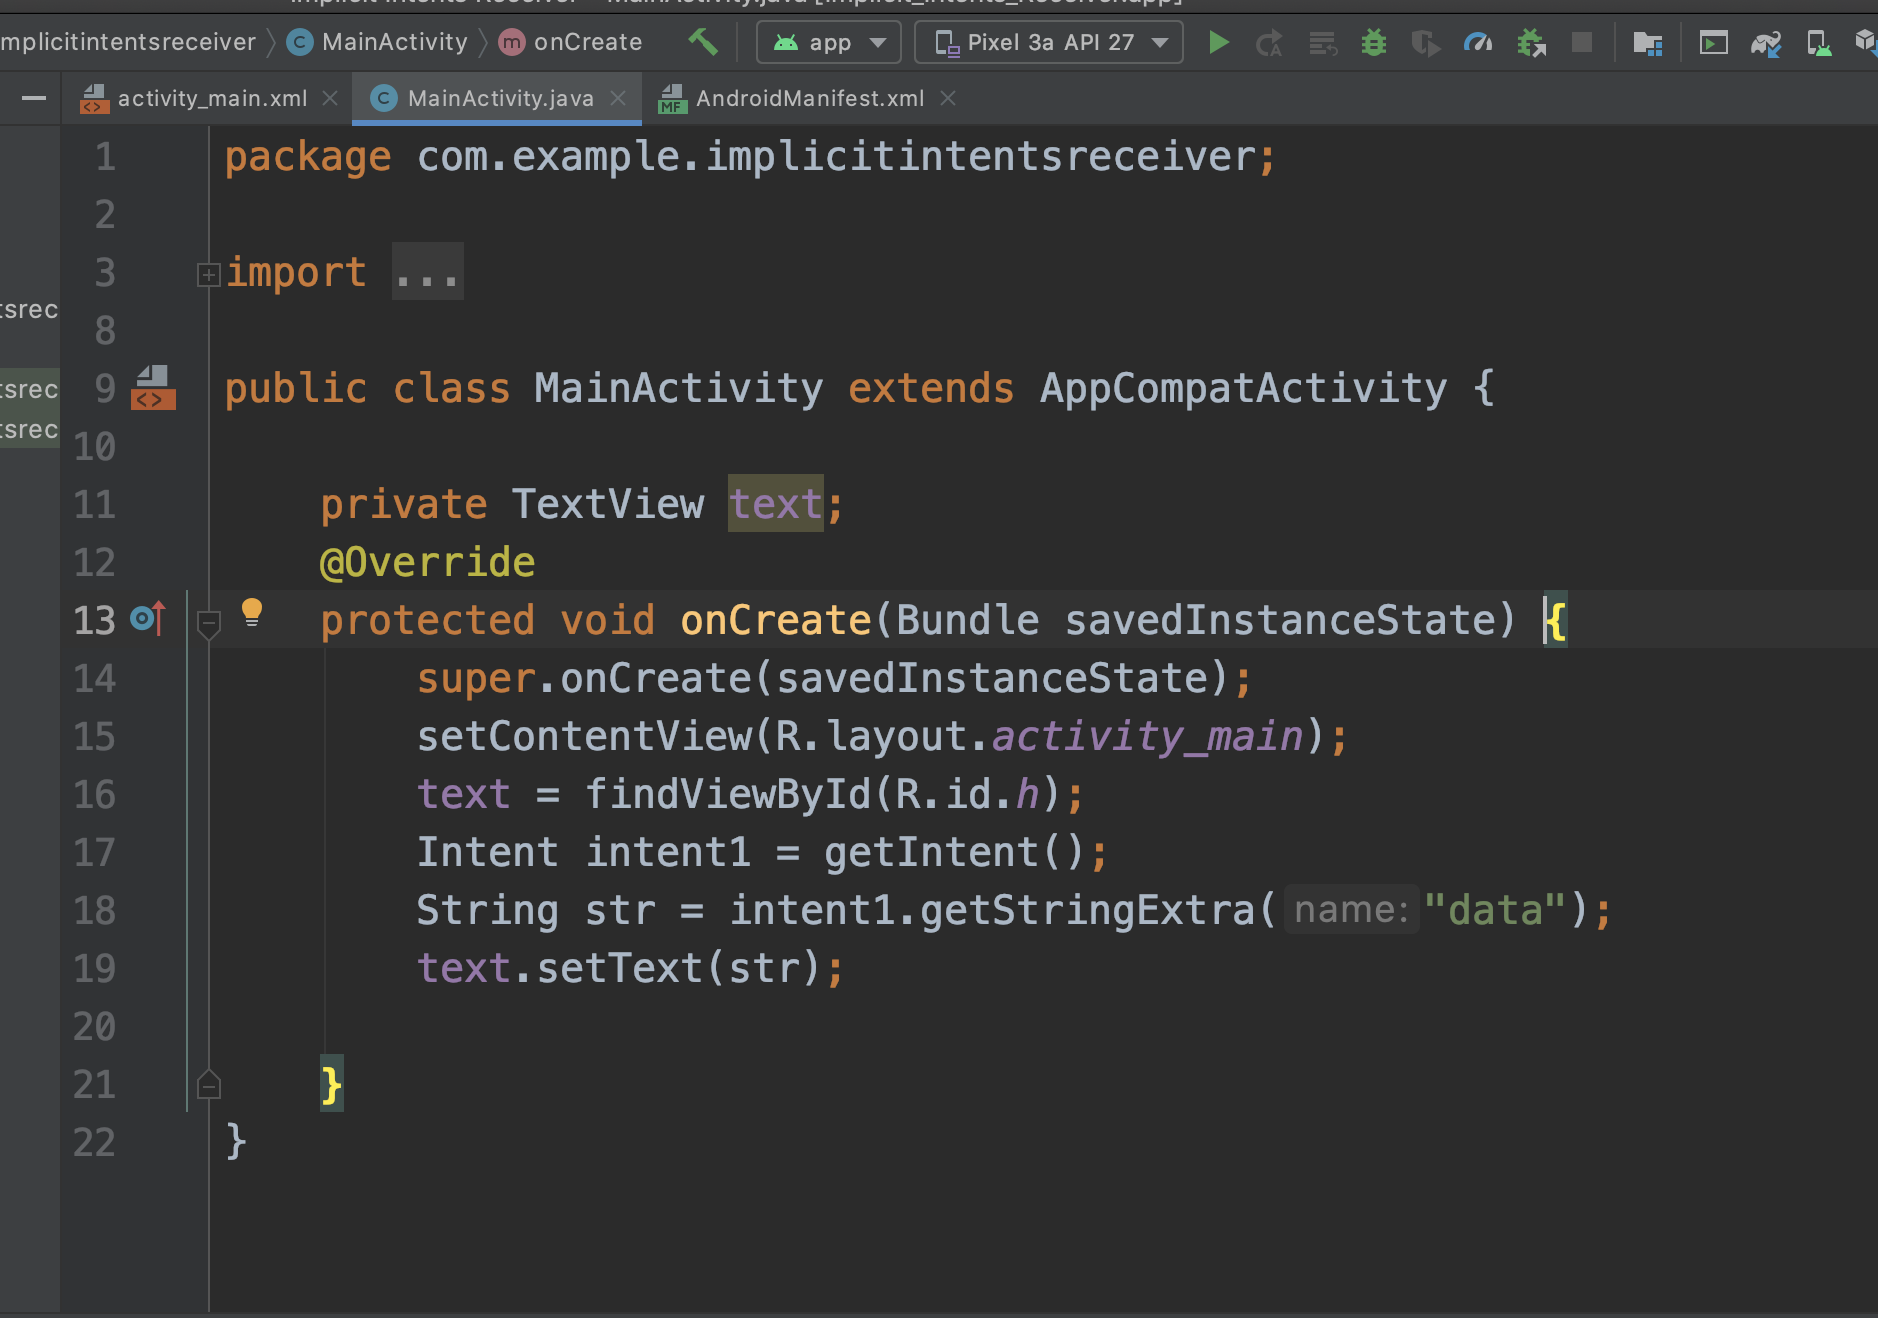 mplicitintentsreceiver MainActivity onCreate app Pixel 3a API 27
activity_main.xml MainActivity.java AndroidManifest.xml
1 package com.example.implicitintentsreceiver;
2
3 import ...
tsrec
8
9 public class MainActivity extends AppCompatActivity {
tsrec
tsrec
10
11 private TextView text;
12 @Override
13 protected void onCreate(Bundle savedInstanceState) {
14 super.onCreate(savedInstanceState);
15 setContentView(R.layout.activity_main);
16 text = findViewById(R.id.h);
17 Intent intent1 = getIntent();
18 String str = intent1.getStringExtra( name: "data");
19 text.setText(str);
20
21 }
22 }